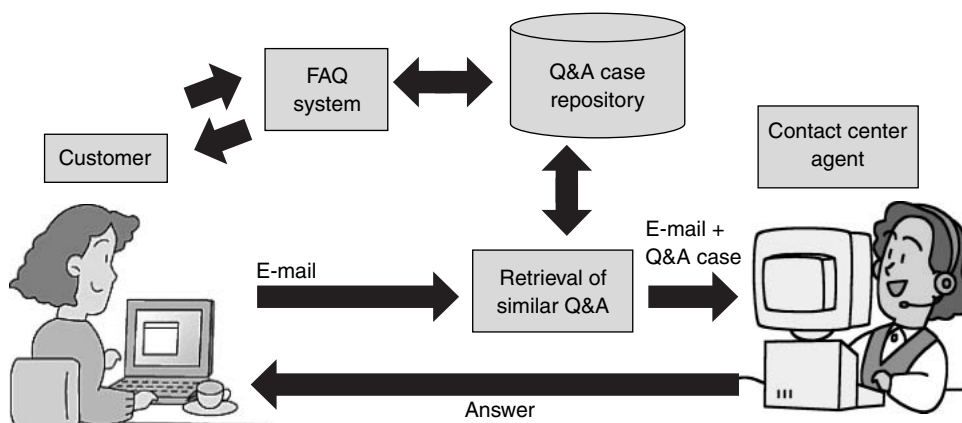 FAQ
system
Q&A case
repository
Customer
Contact center
agent
E-mail
Retrieval of
similar Q&A
E-mail +
Q&A case
Answer